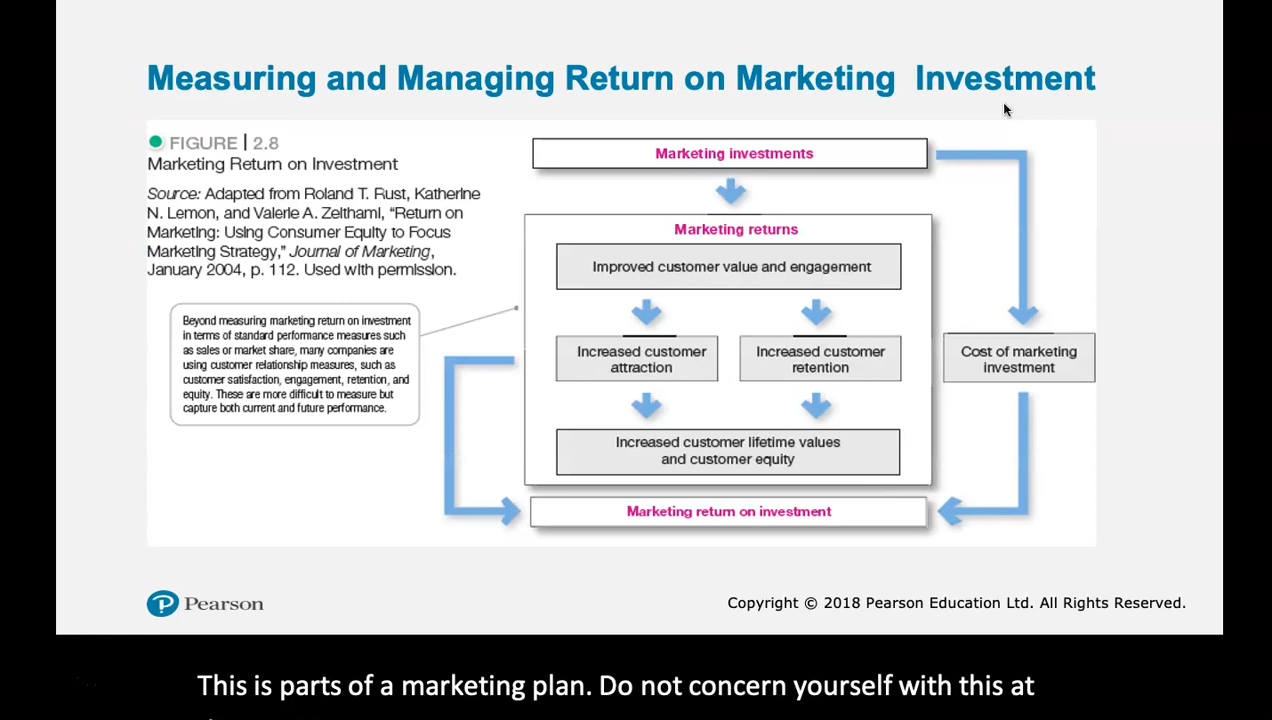 Measuring and Managing Return on Marketing Investment
FIGURE | 2.8
Marketing Return on Investment
Source: Adapted from Roland T. Rust, Katherine
N. Lemon, and Valerie A. Zeithaml, “Return on
Marketing: Using Consumer Equity to Focus
Marketing Strategy,” Journal of Marketing,
January 2004, p. 112. Used with permission.
Beyond measuring marketing return on investment
in terms of standard performance measures such
as sales or market share, many companies are
using customer relationship measures, such as
customer satisfaction, engagement, retention, and
equity. These are more difficult to measure but
capture both current and future performance.
Marketing investments
Marketing returns
Improved customer value and engagement
Increased customer
attraction
Increased customer
retention
Cost of marketing
investment
Increased customer lifetime values
and customer equity
Marketing return on investment
Pearson
Copyright © 2018 Pearson Education Ltd. All Rights Reserved.
This is parts of a marketing plan. Do not concern yourself with this at